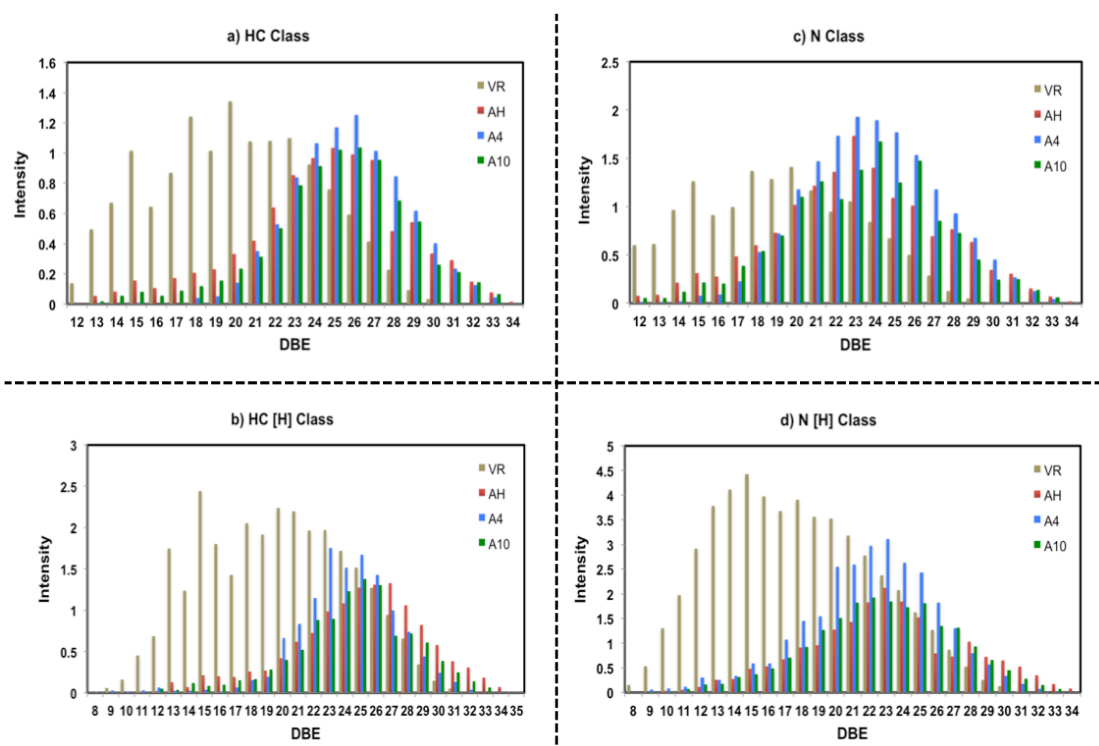 a) HC Class
1.6
1.4
1.2
1
0.8
0.6
0.4
0.2
0
Intensity
VR
AH
A4
A10
12 13 14 15 16 17 18 19 20 21 22 23 24 25 26 27 28 29 30 31 32 33 34
DBE
c) N Class
2.5
2
1.5
1
0.5
0
Intensity
VR
AH
A4
A10
12 13 14 15 16 17 18 19 20 21 22 23 24 25 26 27 28 29 30 31 32 33 34
DBE
b) HC [H] Class
3
2.5
2
1.5
1
0.5
0
Intensity
VR
AH
A4
A10
8 9 10 11 12 13 14 15 16 17 18 19 20 21 22 23 24 25 26 27 28 29 30 31 32 33 34 35
DBE
d) N [H] Class
5
4.5
4
3.5
3
2.5
2
1.5
1
0.5
0
Intensity
VR
AH
A4
A10
8 9 10 11 12 13 14 15 16 17 18 19 20 21 22 23 24 25 26 27 28 29 30 31 32 33 34
DBE